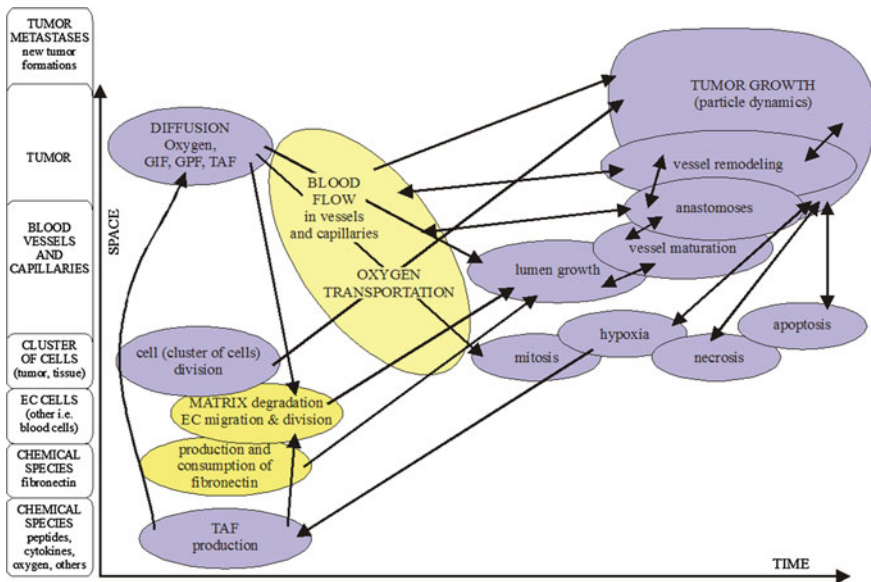 TUMOR
METASTASES
new tumor
formations
TUMOR
BLOOD
VESSELS
AND
CAPILLARIES
CLUSTER
OF CELLS
(tumor, tissue)
EC CELLS
(other i.e.
blood cells)
CHEMICAL
SPECIES
fibronectin
CHEMICAL
SPECIES
peptides,
cytokines,
oxygen, others
SPACE
TIME
DIFFUSION
Oxygen,
GIF, GPF, TAF
BLOOD
FLOW
in vessels
and capillaries
OXYGEN
TRANSPORTATION
TUMOR GROWTH
(particle dynamics)
vessel remodeling
anastomoses
vessel maturation
lumen growth
cell (cluster of cells)
division
mitosis
hypoxia
necrosis
apoptosis
MATRIX degradation
EC migration & division
production and
consumption of
fibronectin
TAF
production